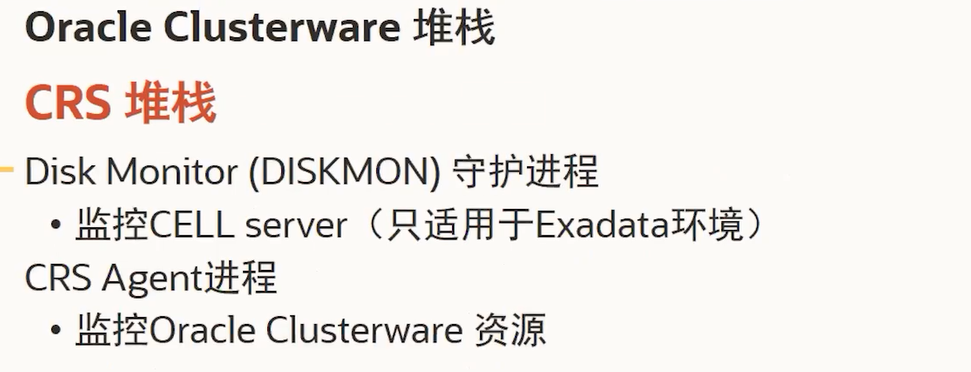 Oracle Clusterware 堆栈
CRS 堆栈
Disk Monitor (DISKMON) 守护进程
• 监控CELL server（只适用于Exadata环境）
CRS Agent进程
• 监控Oracle Clusterware 资源